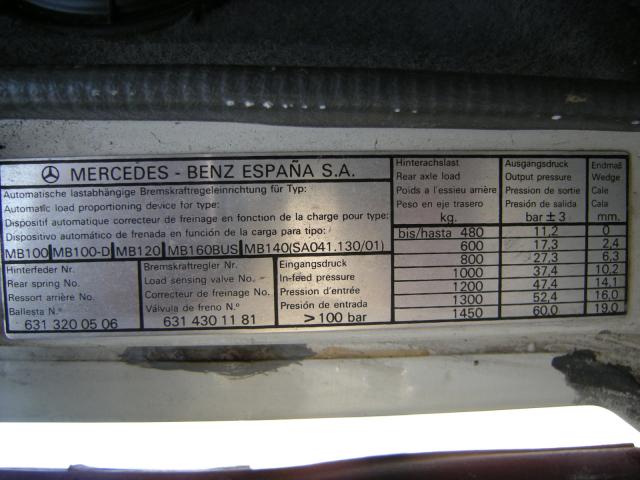 MERCEDES - BENZ ESPAÑA S.A.
Automatische lastabhängige Bremskraftregeleinrichtung für Typ:
Automatic load proportioning device for type:
Dispositif automatique correcteur de freinage en fonction de la charge pour type:
Dispositivo automático de frenada en función de la carga para tipo:
MB100 MB100-D MB120 MB160BUS MB140(SA041.130/01)
Hinterfeder Nr.
Rear spring No.
Ressort arrière No.
Ballesta N.º
631 320 05 06
Bremskraftregler Nr.
Load sensing valve No.
Correcteur de freinage No.
Válvula de freno N.º
631 430 11 81
Eingangsdruck
In-feed pressure
Pression d'entrée
Presión de entrada
>100 bar
Hinterachslast
Rear axle load
Poids a l'essieu arrière
Peso en eje trasero
kg.
Ausgangsdruck
Output pressure
Pression de sortie
Presión de salida
bar ± 3
Endmaß
Wedge
Cale
Cala
mm.
bis/hasta 480 11,2 0
600 17,3 2,4
800 27,3 6,3
1000 37,4 10,2
1200 47,4 14,1
1300 52,4 16,0
1450 60,0 19,0